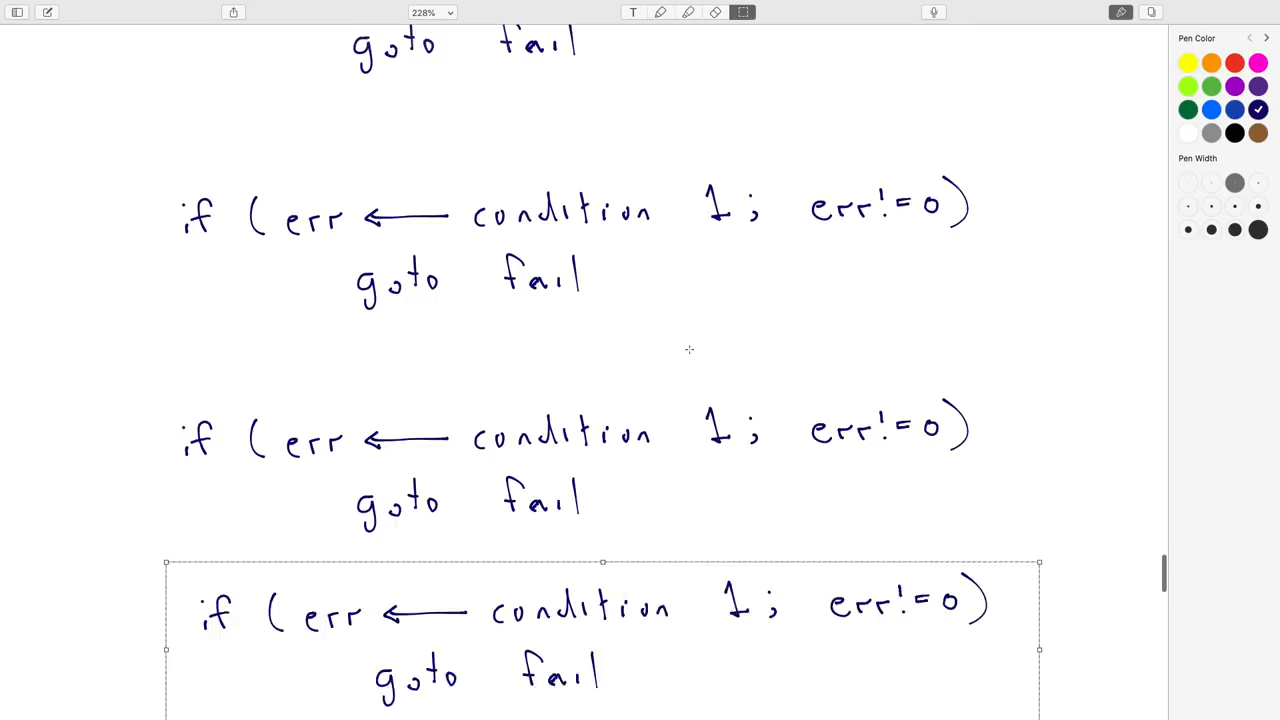 228%
T
Pen Color
goto fail
if ( err ← condition 1; err!=0)
goto fail
if ( err ← condition 1; err!=0)
goto fail
if ( err ← condition 1; err!=0)
goto fail
Pen Width